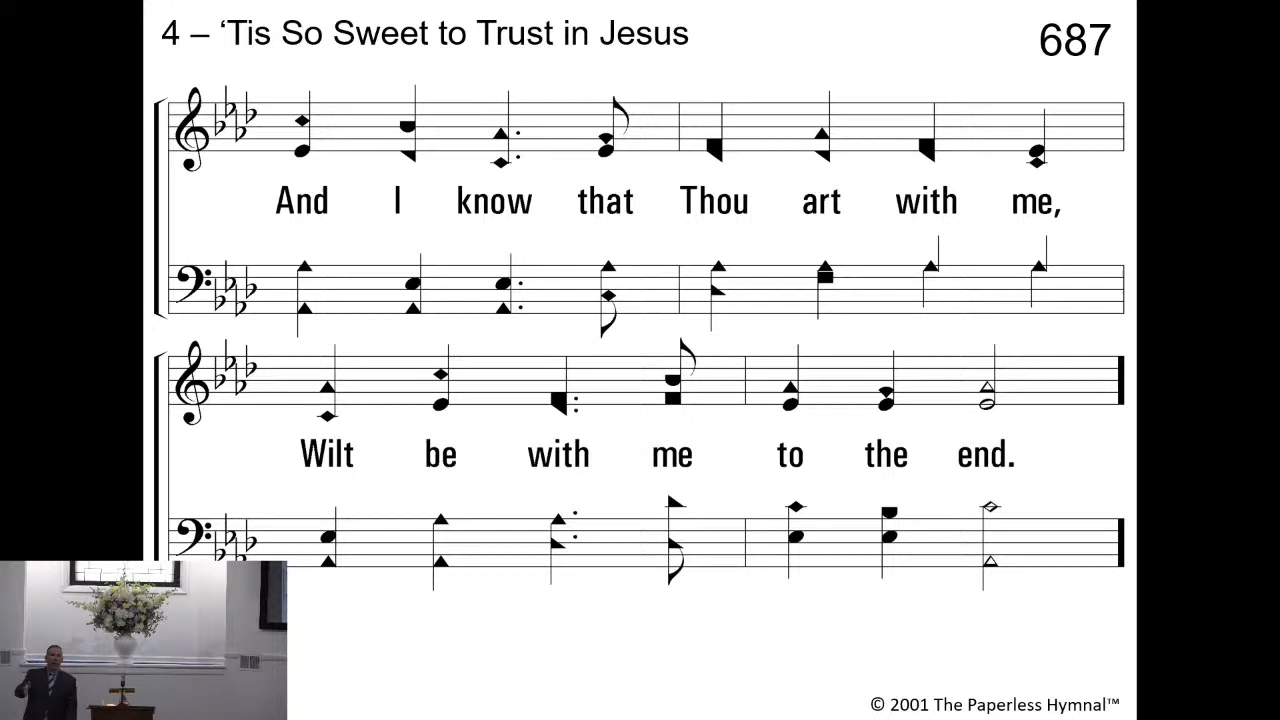 4 – ‘Tis So Sweet to Trust in Jesus
687
And I know that Thou art with me,
Wilt be with me to the end.
© 2001 The Paperless Hymnal™